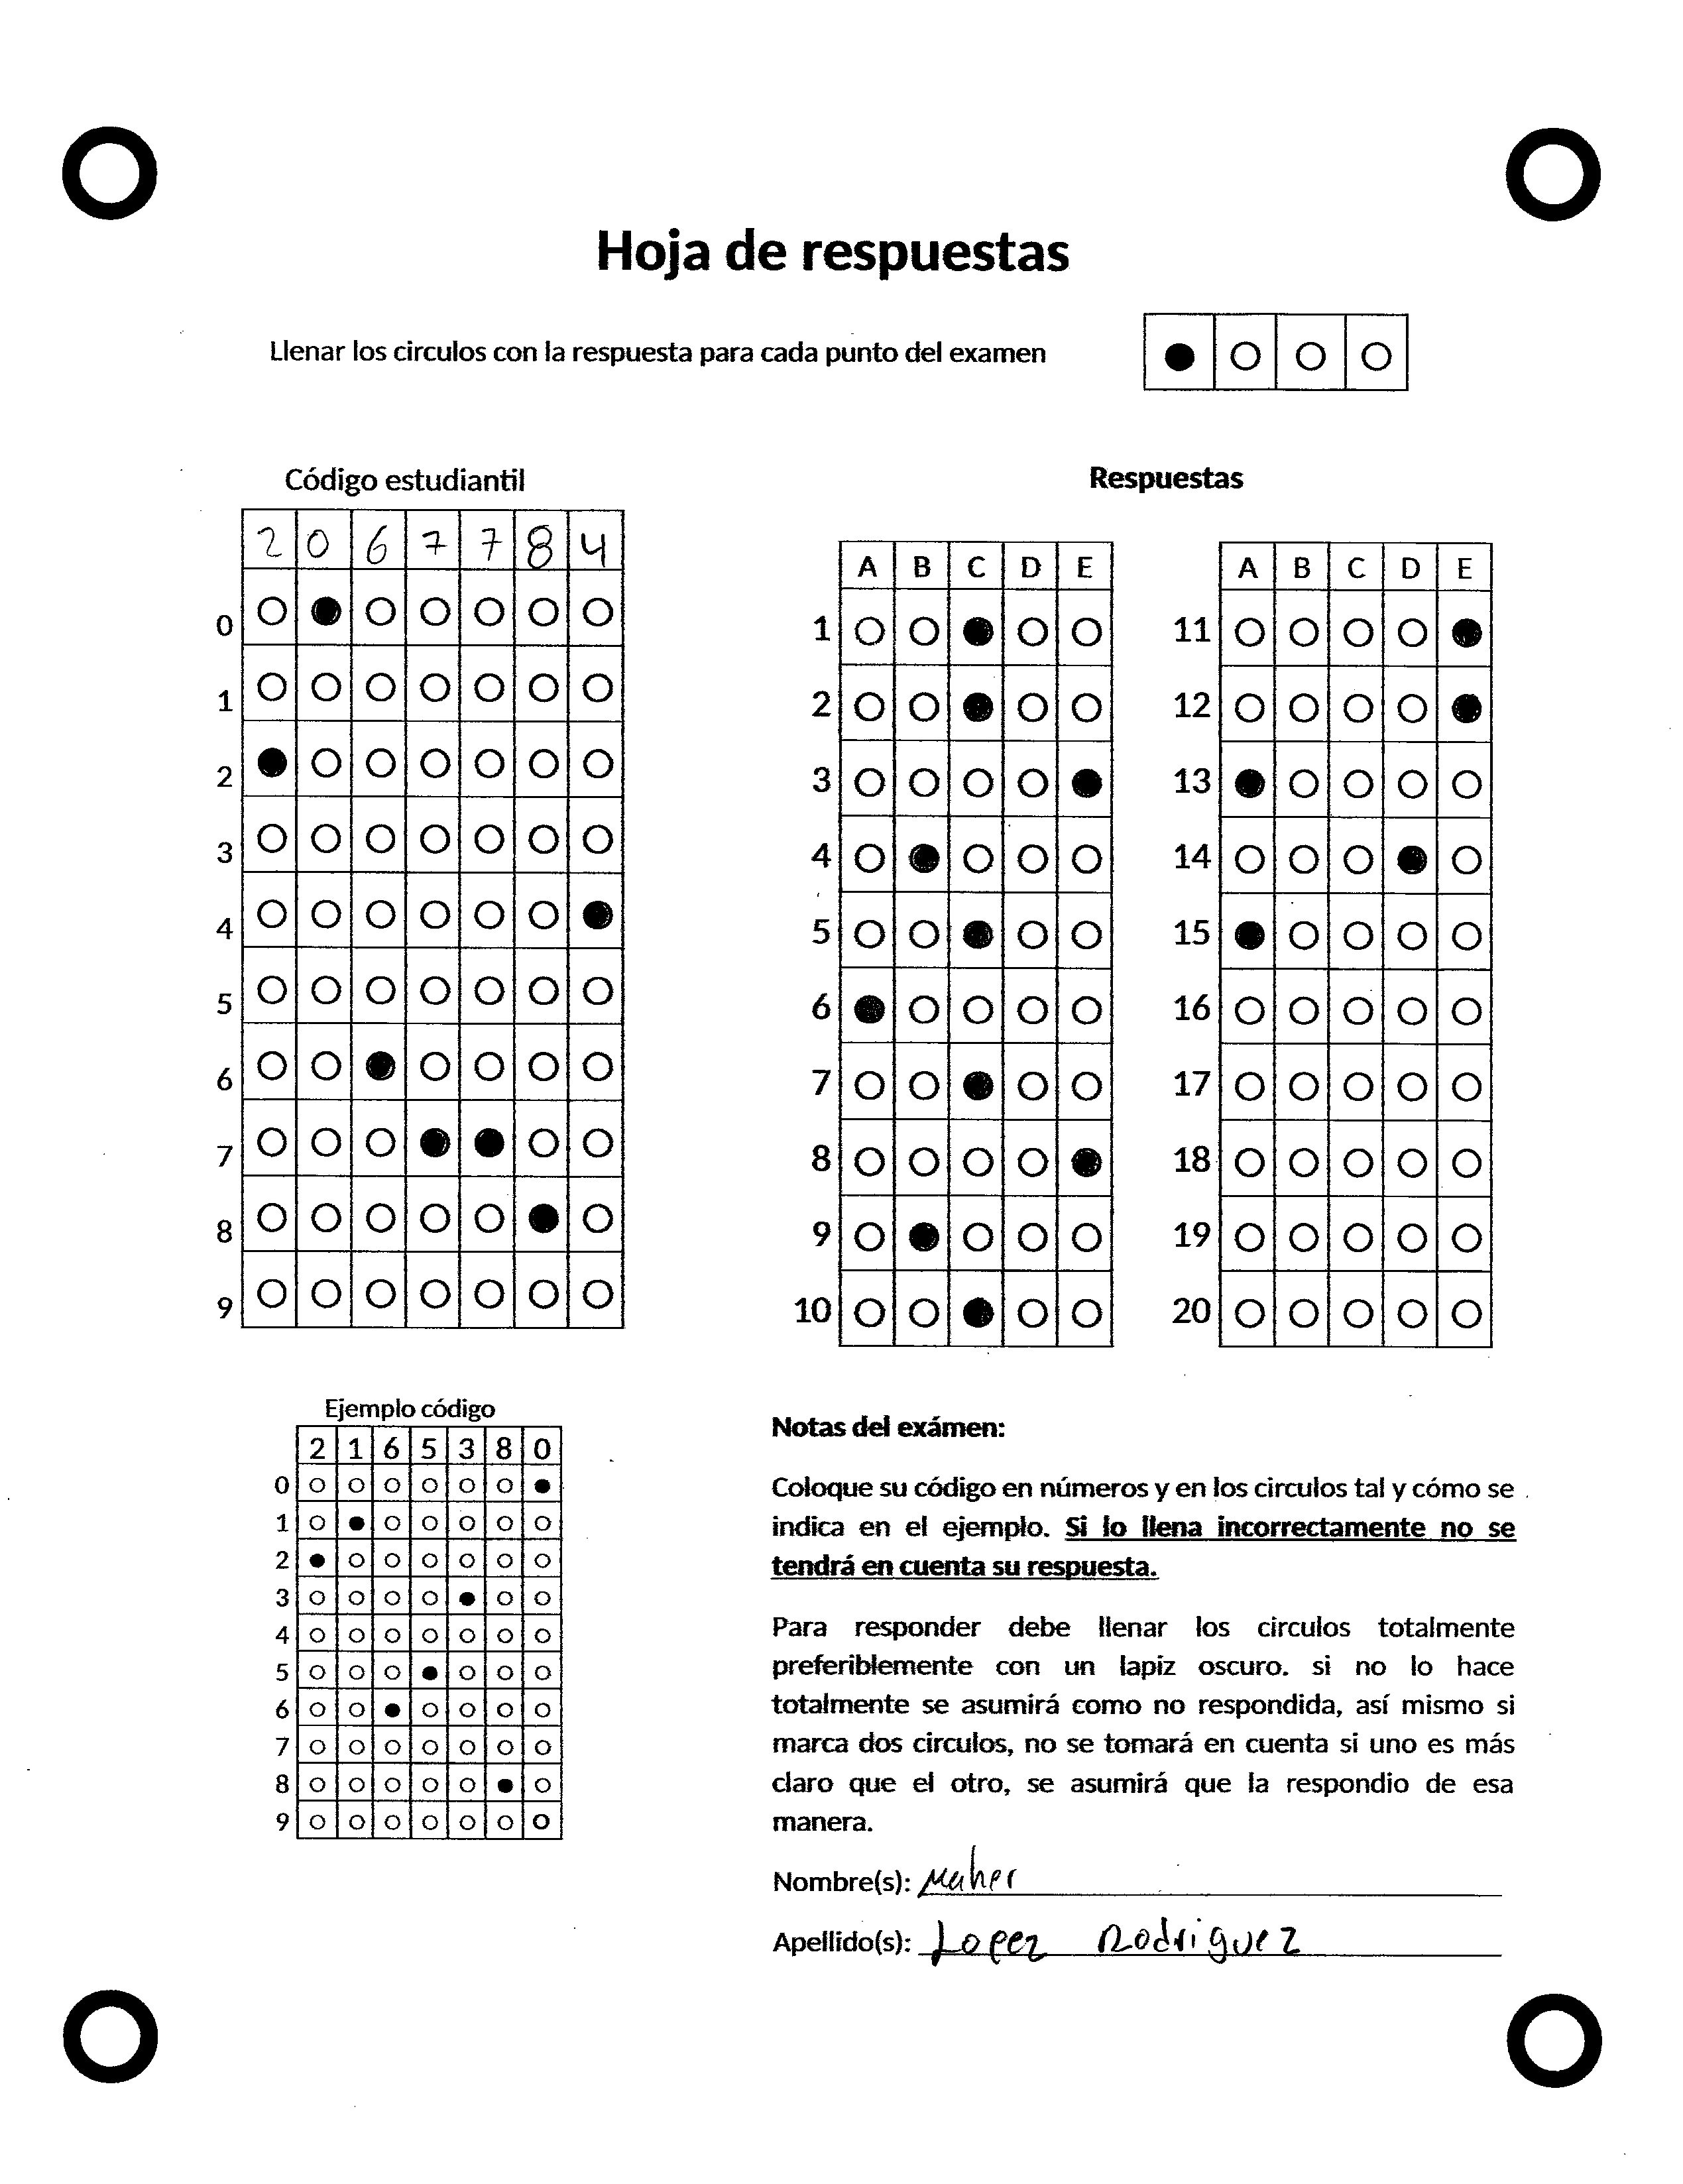 Hoja de respuestas
Llenar los circulos con la respuesta para cada punto del examen
Código estudiantil
2 0 6 7 7 8 4
0
1
2
3
4
5
6
7
8
9
Respuestas
A B C D E
1
2
3
4
5
6
7
8
9
10
A B C D E
11
12
13
14
15
16
17
18
19
20
Ejemplo código
2 1 6 5 3 8 0
0
1
2
3
4
5
6
7
8
9
Notas del exámen:
Coloque su código en números y en los circulos tal y cómo se
indica en el ejemplo. Si lo llena incorrectamente no se
tendrá en cuenta su respuesta.
Para responder debe llenar los circulos totalmente
preferiblemente con un lapiz oscuro. si no lo hace
totalmente se asumirá como no respondida, así mismo si
marca dos circulos, no se tomará en cuenta si uno es más
claro que el otro, se asumirá que la respondio de esa
manera.
Nombre(s): Maher
Apellido(s): Lopez Rodriguez